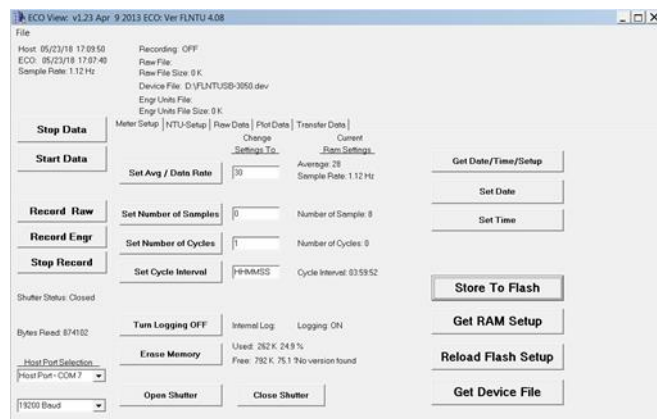 ECO View: v1.23 Apr 9 2013 ECO: Ver FLNTU 4.08
File
Host: 05/23/18 17:09:50
ECO: 05/23/18 17:07:40
Sample Rate: 1.12 Hz
Recording: OFF
Raw File:
Raw File Size: 0 K
Device File: D:\FLNTUSB-3050.dev
Engr Units File:
Engr Units File Size: 0 K
Stop Data
Start Data
Record Raw
Record Engr
Stop Record
Shutter Status: Closed
Bytes Read: 874102
Host Port Selection
Host Port - COM 7
19200 Baud
Meter Setup NTU-Setup Raw Data Plot Data Transfer Data
Change Settings To
Current Ram Settings
Set Avg / Data Rate 30 Average: 28
Sample Rate: 1.12 Hz
Set Number of Samples 0 Number of Sample: 8
Set Number of Cycles 1 Number of Cycles: 0
Set Cycle Interval HHMMSS Cycle Interval: 03:59:52
Turn Logging OFF Internal Log: Logging: ON
Erase Memory Used: 262 K 24.9 %
Free: 792 K 75.1 %No version found
Open Shutter Close Shutter
Get Date/Time/Setup
Set Date
Set Time
Store To Flash
Get RAM Setup
Reload Flash Setup
Get Device File